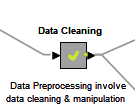 Data Cleaning
Data Preprocessing involve
data cleaning & manipulation